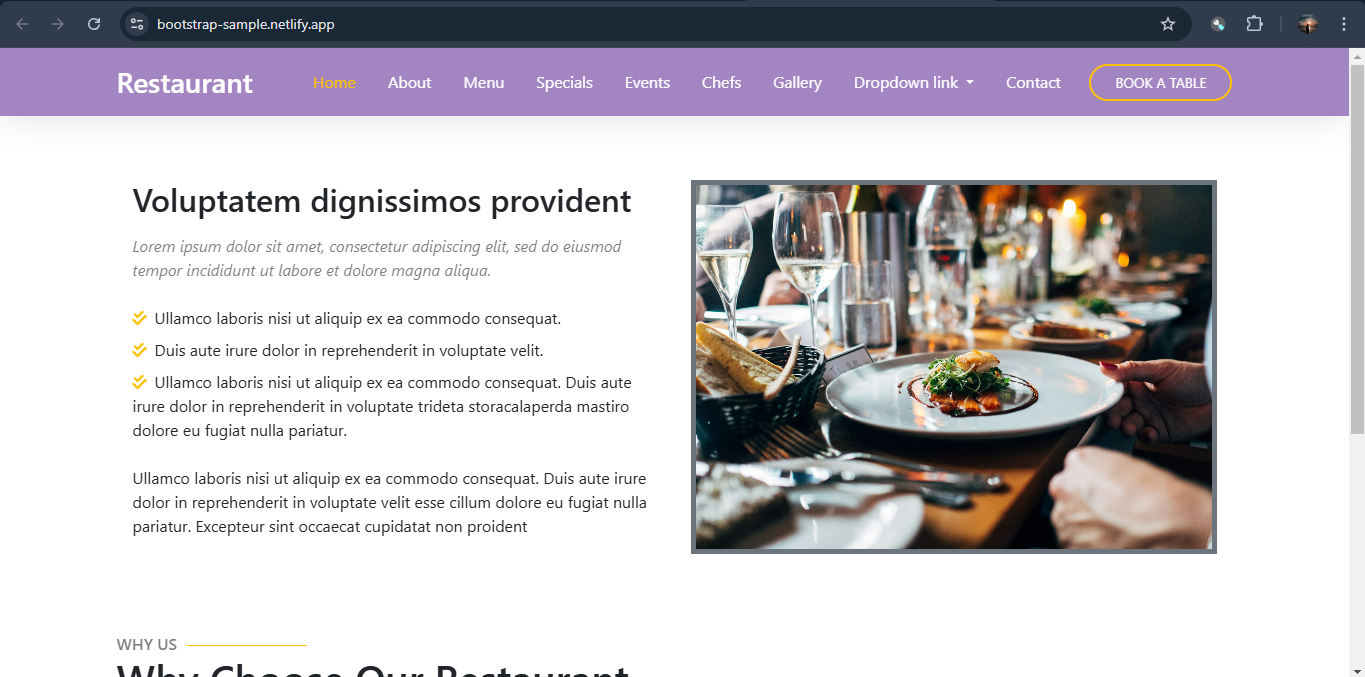 bootstrap-sample.netlify.app
Restaurant Home About Menu Specials Events Chefs Gallery Dropdown link Contact BOOK A TABLE
Voluptatem dignissimos provident
Lorem ipsum dolor sit amet, consectetur adipiscing elit, sed do eiusmod
tempor incididunt ut labore et dolore magna aliqua.
Ullamco laboris nisi ut aliquip ex ea commodo consequat.
Duis aute irure dolor in reprehenderit in voluptate velit.
Ullamco laboris nisi ut aliquip ex ea commodo consequat. Duis aute
irure dolor in reprehenderit in voluptate trideta storacalaperda mastiro
dolore eu fugiat nulla pariatur.
Ullamco laboris nisi ut aliquip ex ea commodo consequat. Duis aute irure
dolor in reprehenderit in voluptate velit esse cillum dolore eu fugiat nulla
pariatur. Excepteur sint occaecat cupidatat non proident
WHY US
Why Choose Our Restaurant